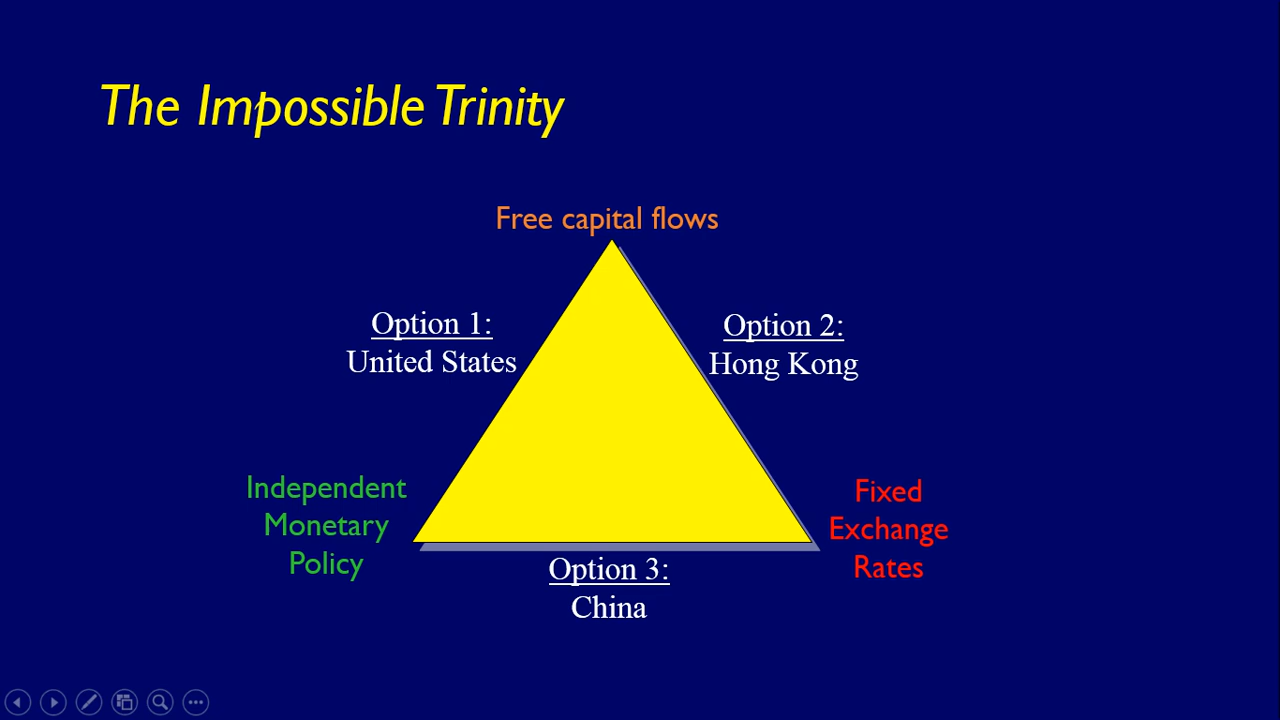 The Impossible Trinity
Free capital flows
Option 1:
United States
Option 2:
Hong Kong
Independent
Monetary
Policy
Fixed
Exchange
Rates
Option 3:
China